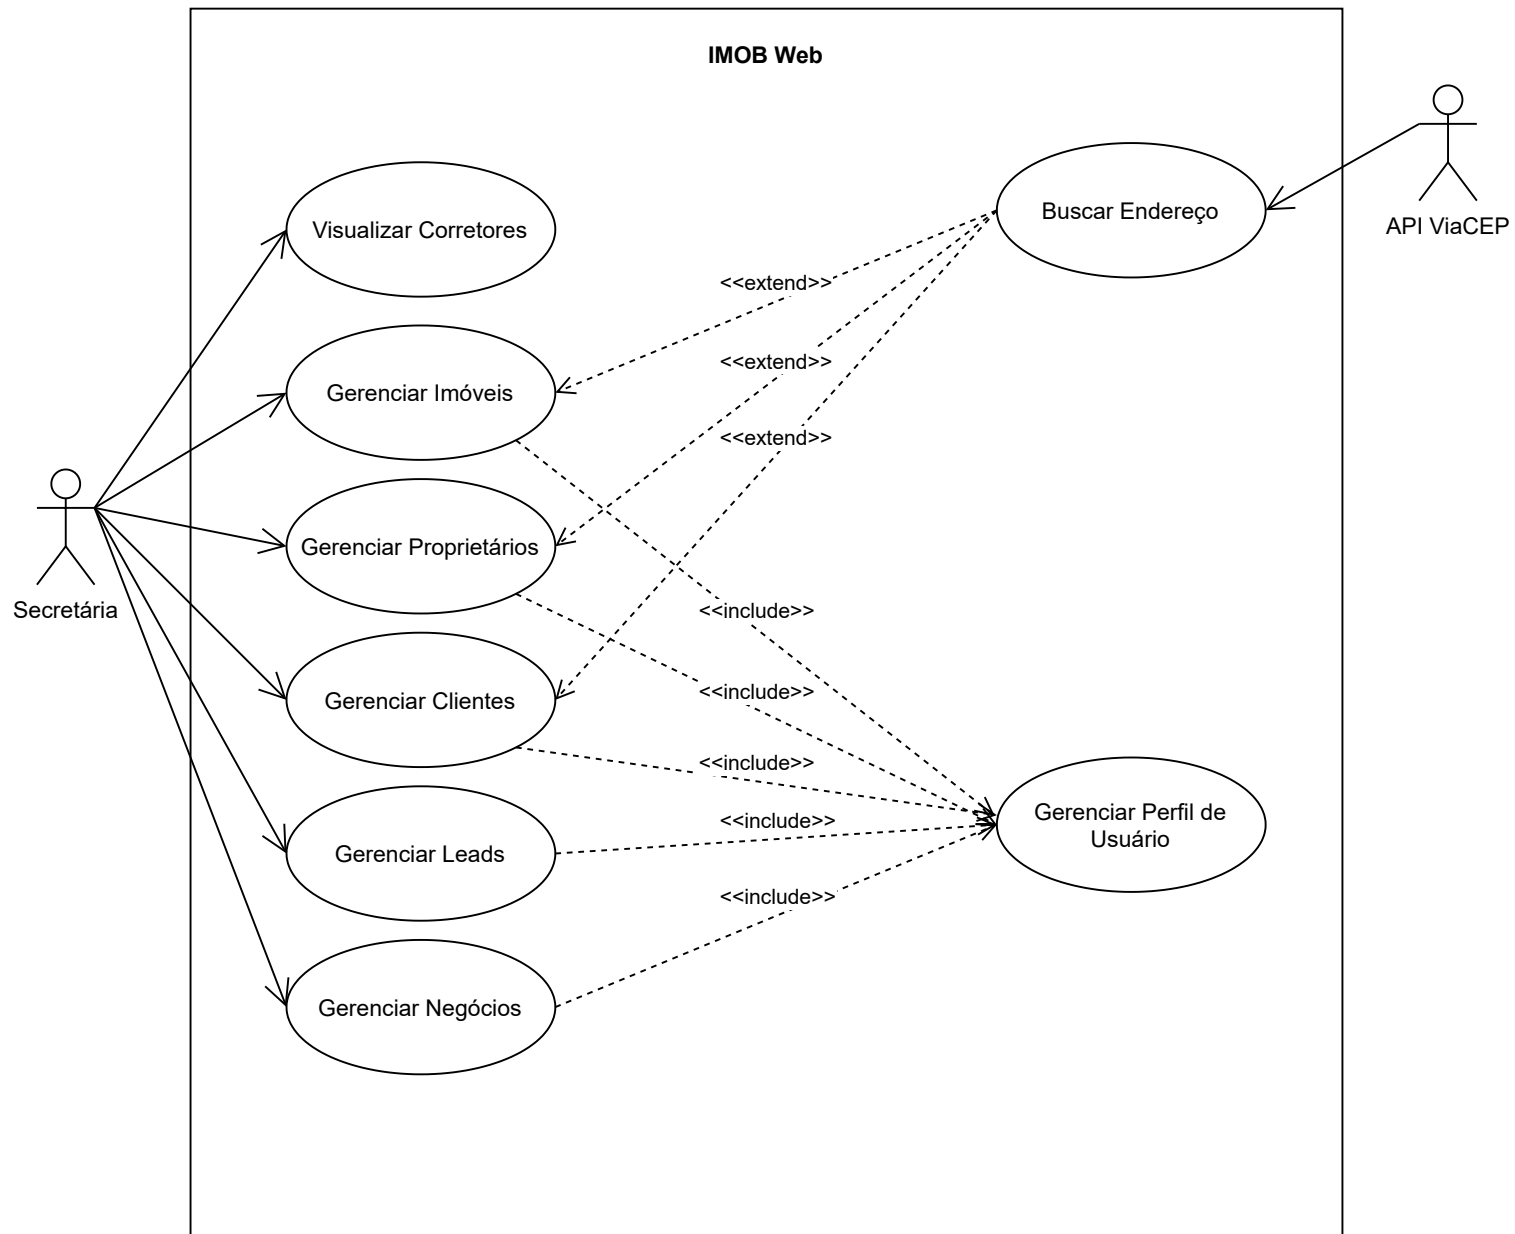 IMOB Web
Visualizar Corretores
Buscar Endereço
API ViaCEP
<<extend>>
Gerenciar Imóveis
<<extend>>
<<extend>>
Gerenciar Proprietários
Secretária
<<include>>
<<include>>
Gerenciar Clientes
<<include>>
<<include>>
Gerenciar Perfil de
Usuário
Gerenciar Leads
<<include>>
Gerenciar Negócios